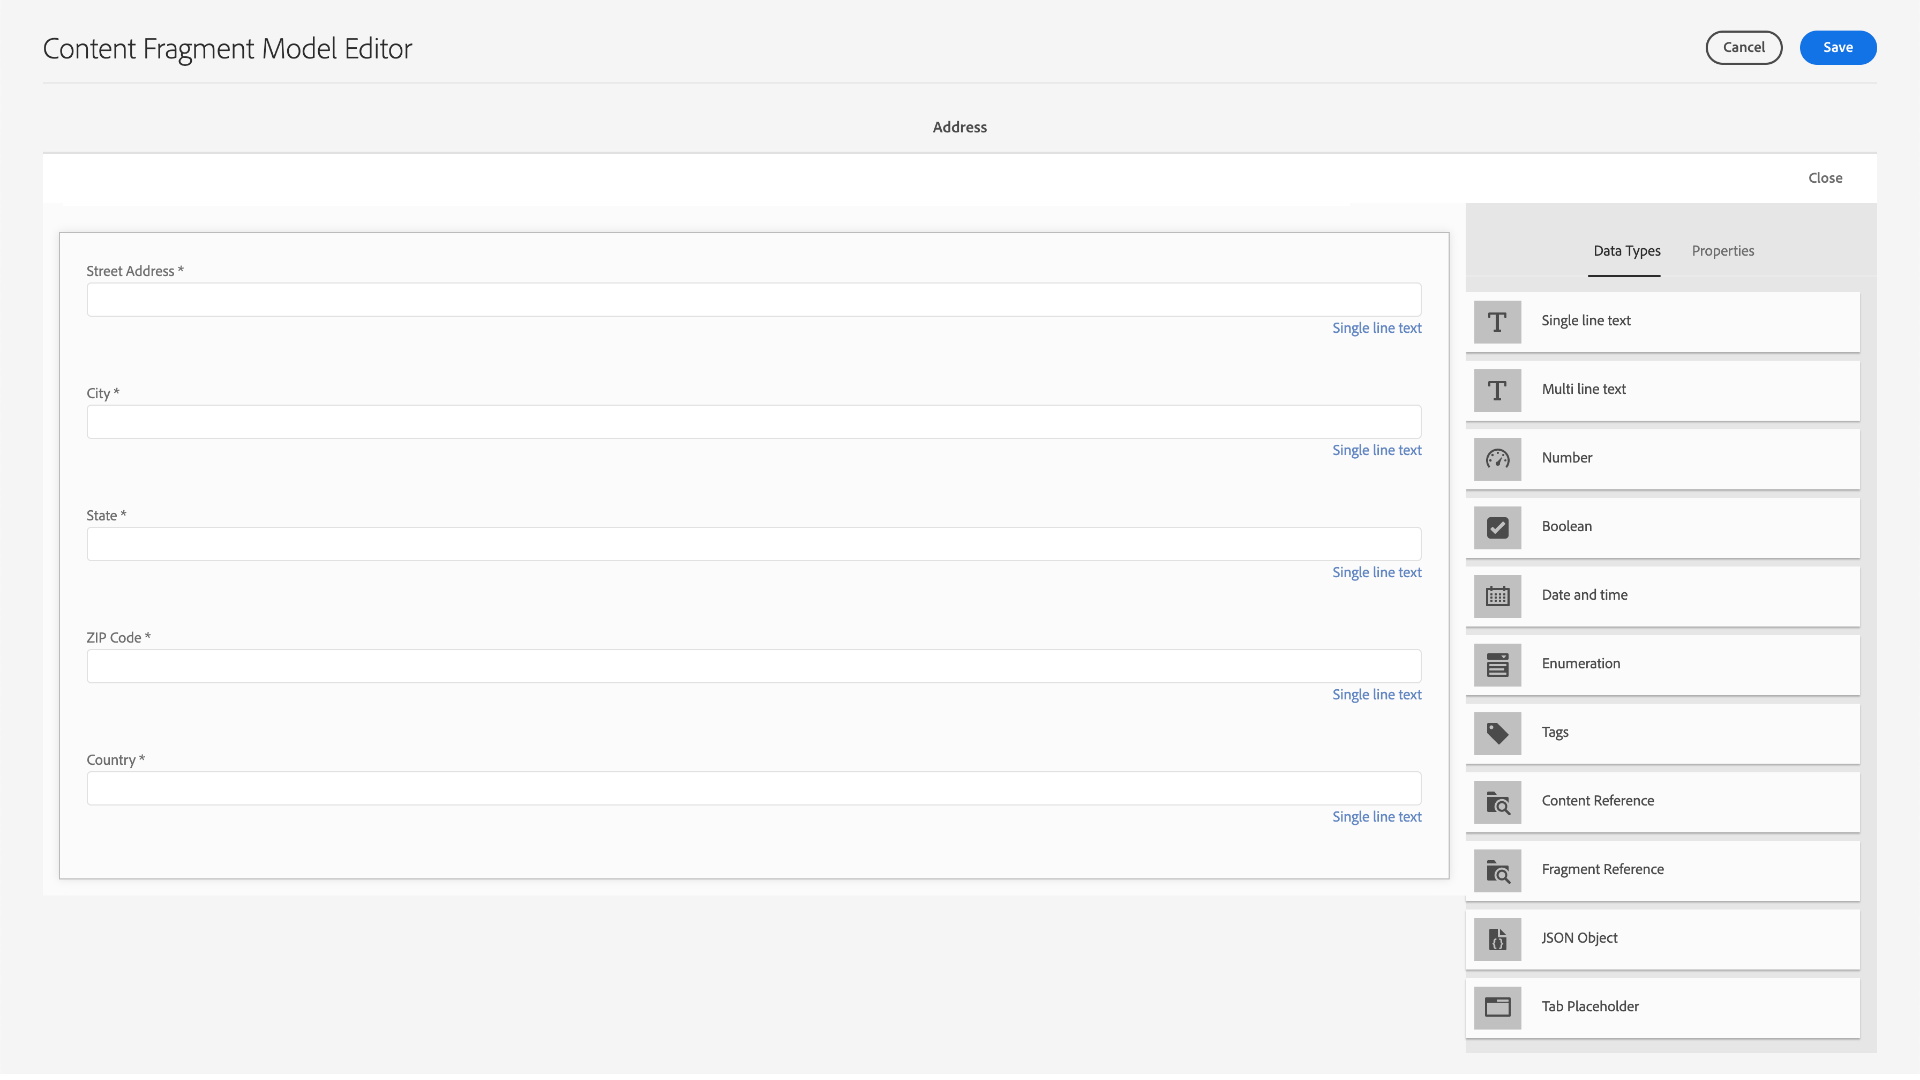 Content Fragment Model Editor
Cancel
Save
Address
Close
Street Address *
Single line text
City *
Single line text
State *
Single line text
ZIP Code *
Single line text
Country *
Single line text
Data Types
Properties
Single line text
Multi line text
Number
Boolean
Date and time
Enumeration
Tags
Content Reference
Fragment Reference
JSON Object
Tab Placeholder